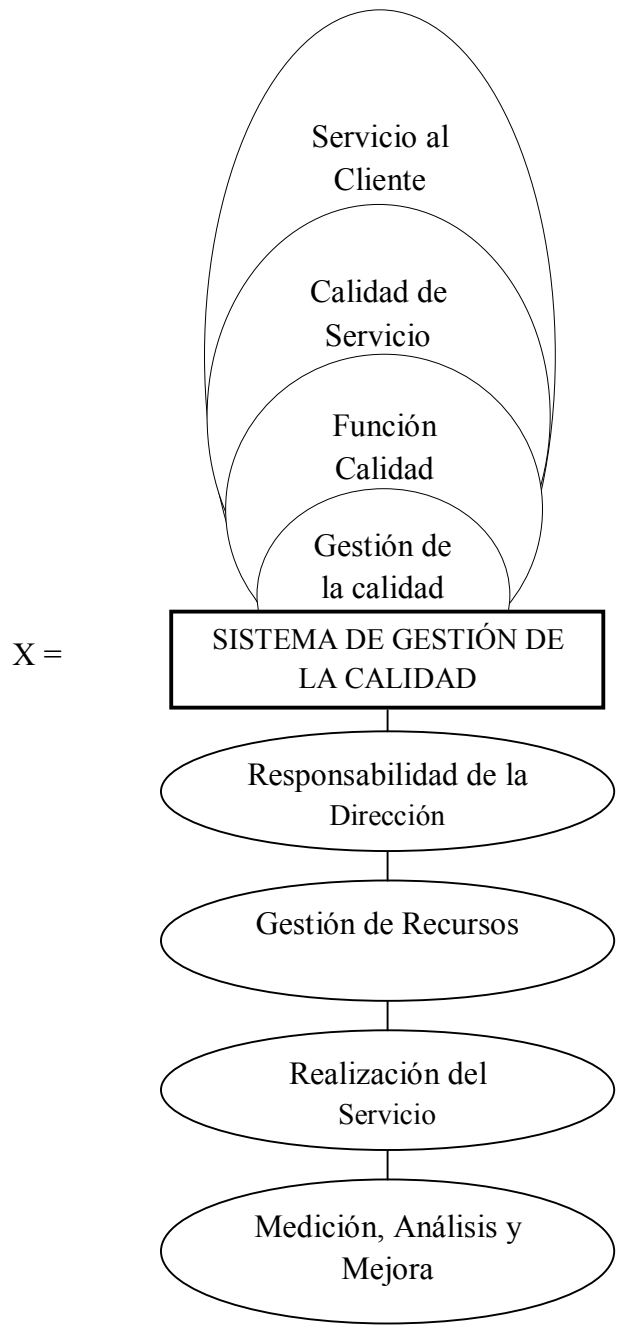 Servicio al
Cliente
Calidad de
Servicio
Función
Calidad
Gestión de
la calidad
X =
SISTEMA DE GESTIÓN DE
LA CALIDAD
Responsabilidad de la
Dirección
Gestión de Recursos
Realización del
Servicio
Medición, Análisis y
Mejora